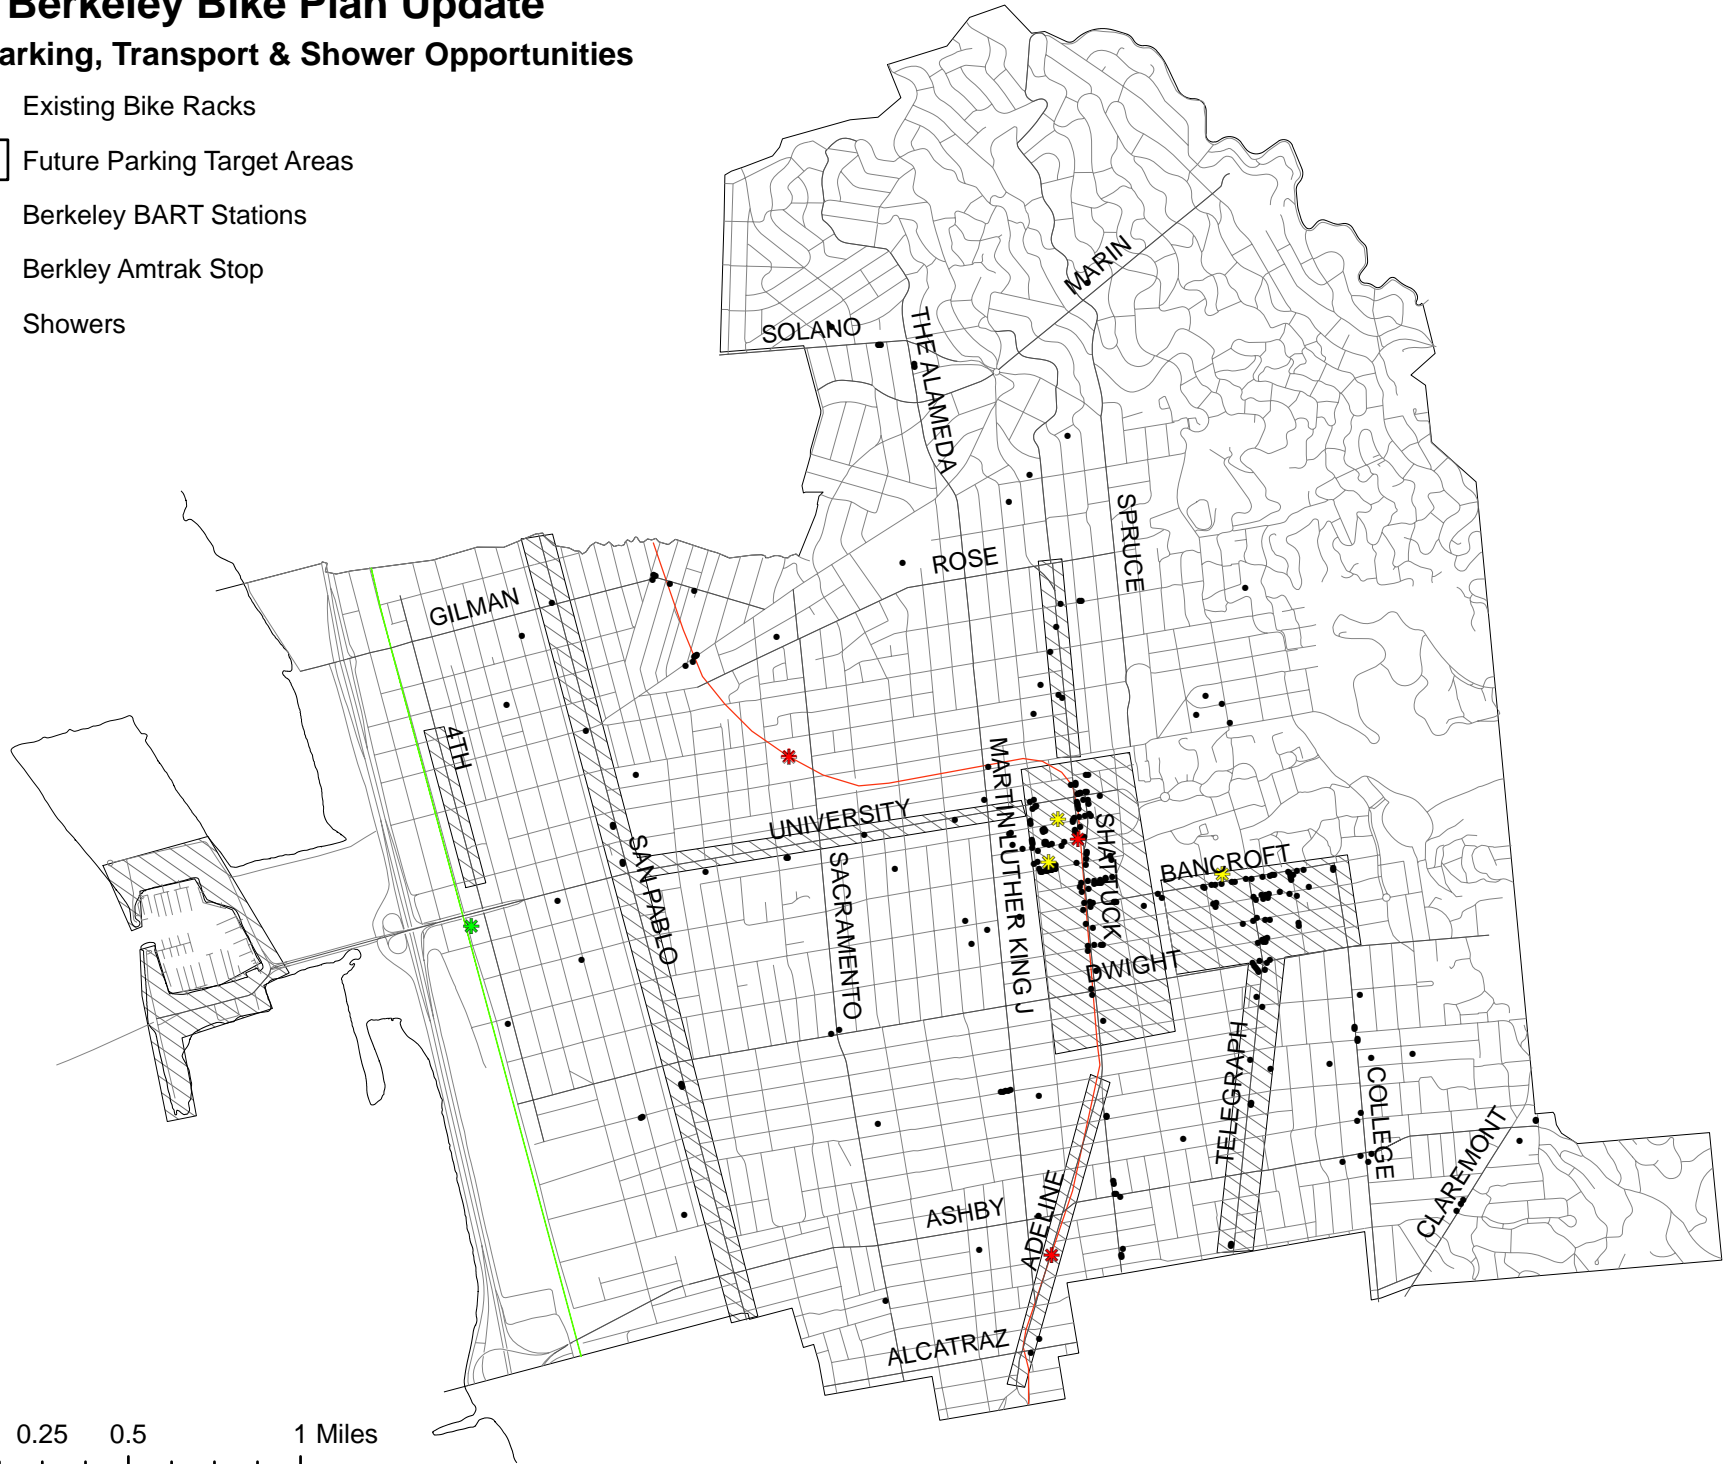 Berkeley Bike Plan Update
arking, Transport & Shower Opportunities
Existing Bike Racks
Future Parking Target Areas
Berkeley BART Stations
Berkley Amtrak Stop
Showers
MARIN
SOLANO
THE ALAMEDA
SPRUCE
ROSE
GILMAN
4TH
UNIVERSITY
MARTIN LUTHER KING J
SHATTUCK
BANCROFT
SAN PABLO
SACRAMENTO
DWIGHT
TELEGRAPH
COLLEGE
CLAREMONT
ADELINE
ASHBY
ALCATRAZ
0.25 0.5 1 Miles